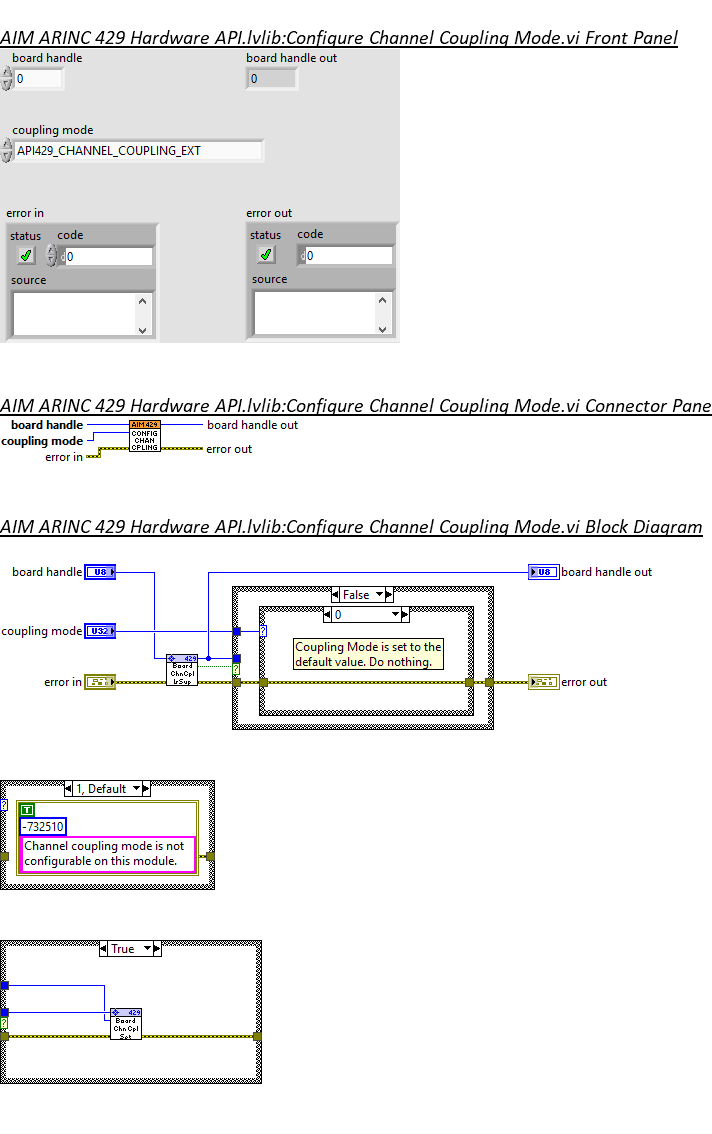 AIM ARINC 429 Hardware API.lvlib:Configure Channel Coupling Mode.vi Front Panel
board handle
board handle out
0
0
coupling mode
API429_CHANNEL_COUPLING_EXT
error in
error out
status
code
status
code
d0
d0
source
source
AIM ARINC 429 Hardware API.lvlib:Configure Channel Coupling Mode.vi Connector Pane
board handle
AIM 429
board handle out
coupling mode
CONFIG
CHAN
CPLING
error in
error out
AIM ARINC 429 Hardware API.lvlib:Configure Channel Coupling Mode.vi Block Diagram
board handle
U8
U8
board handle out
False
0
coupling mode
U32
?
Coupling Mode is set to the
default value. Do nothing.
429
Board
ChnCpl
IrSup
?
error in
error out
1, Default
?
T
-732510
Channel coupling mode is not
configurable on this module.
True
429
Board
ChnCpl
Set
?